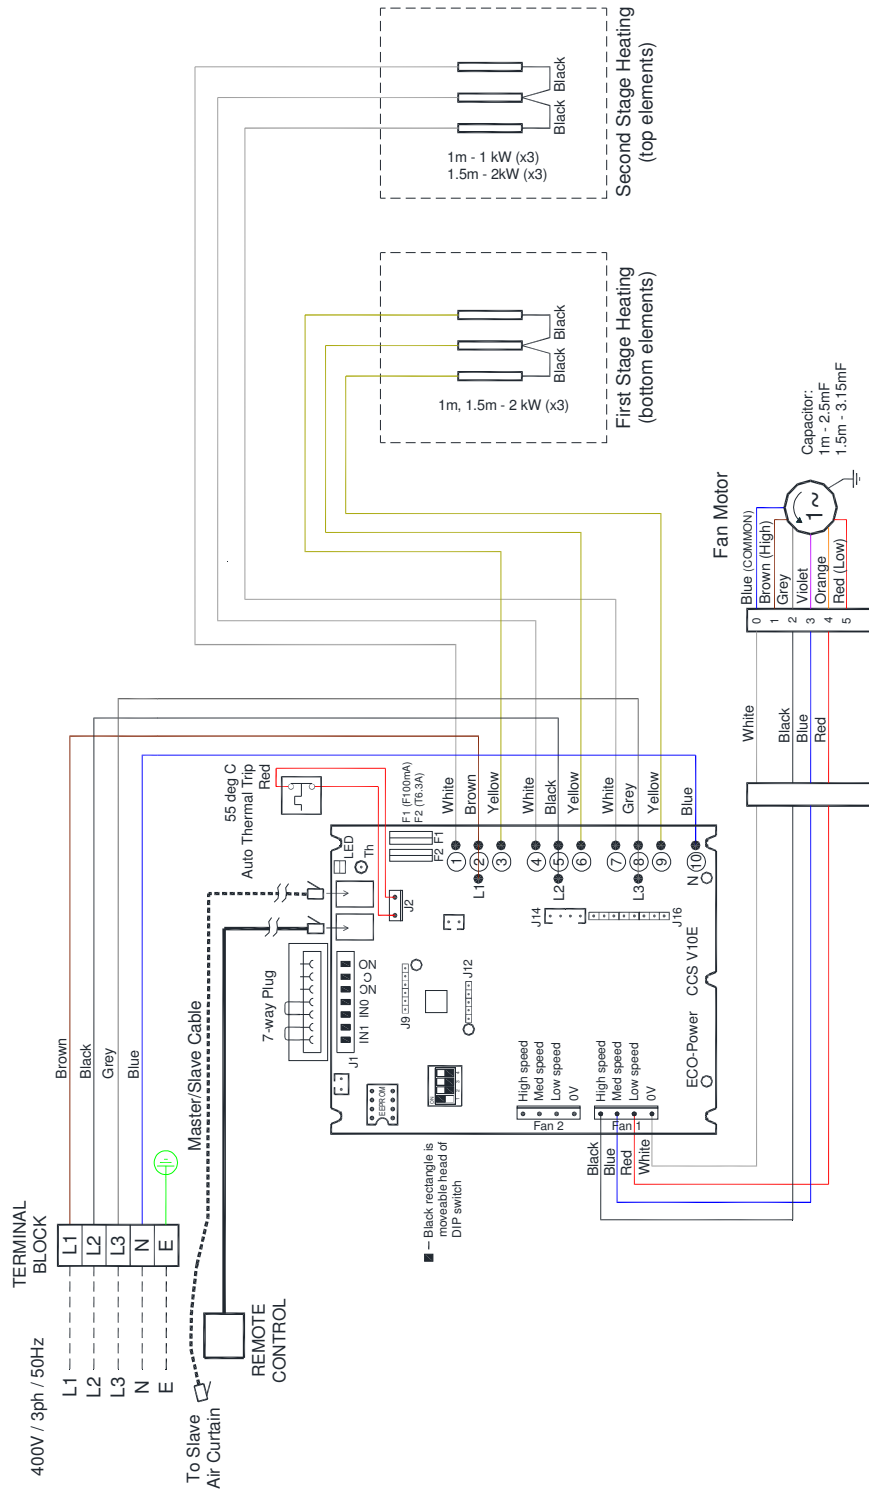 400V / 3ph / 50Hz
TERMINAL
BLOCK
L1
L2
L3
N
E
L1
L2
L3
N
E
Brown
Black
Grey
Blue
To Slave
Air Curtain
Master/Slave Cable
REMOTE
CONTROL
55 deg C
Auto Thermal Trip
Red
7-way Plug
J1
IN1
IN0
NC
C
NO
LED
Th
F1 (F100mA)
F2 (T6.3A)
F2
F1
J2
J9
J12
J14
J16
EEPROM
ON
1 2 3 4
– Black rectangle is
moveable head of
DIP switch
High speed
Med speed
Low speed
0V
Fan 2
High speed
Med speed
Low speed
0V
Fan 1
Black
Blue
Red
White
ECO-Power
CCS V10E
L1
L2
L3
N
1
2
3
4
5
6
7
8
9
10
White
Brown
Yellow
White
Black
Yellow
White
Grey
Yellow
Blue
White
Black
Blue
Red
0
1
2
3
4
5
Fan Motor
Blue (COMMON)
Brown (High)
Grey
Violet
Orange
Red (Low)
1~
Capacitor:
1m - 2.5mF
1.5m - 3.15mF
1m, 1.5m - 2 kW (x3)
Black
Black
First Stage Heating
(bottom elements)
1m - 1 kW (x3)
1.5m - 2kW (x3)
Black
Black
Second Stage Heating
(top elements)